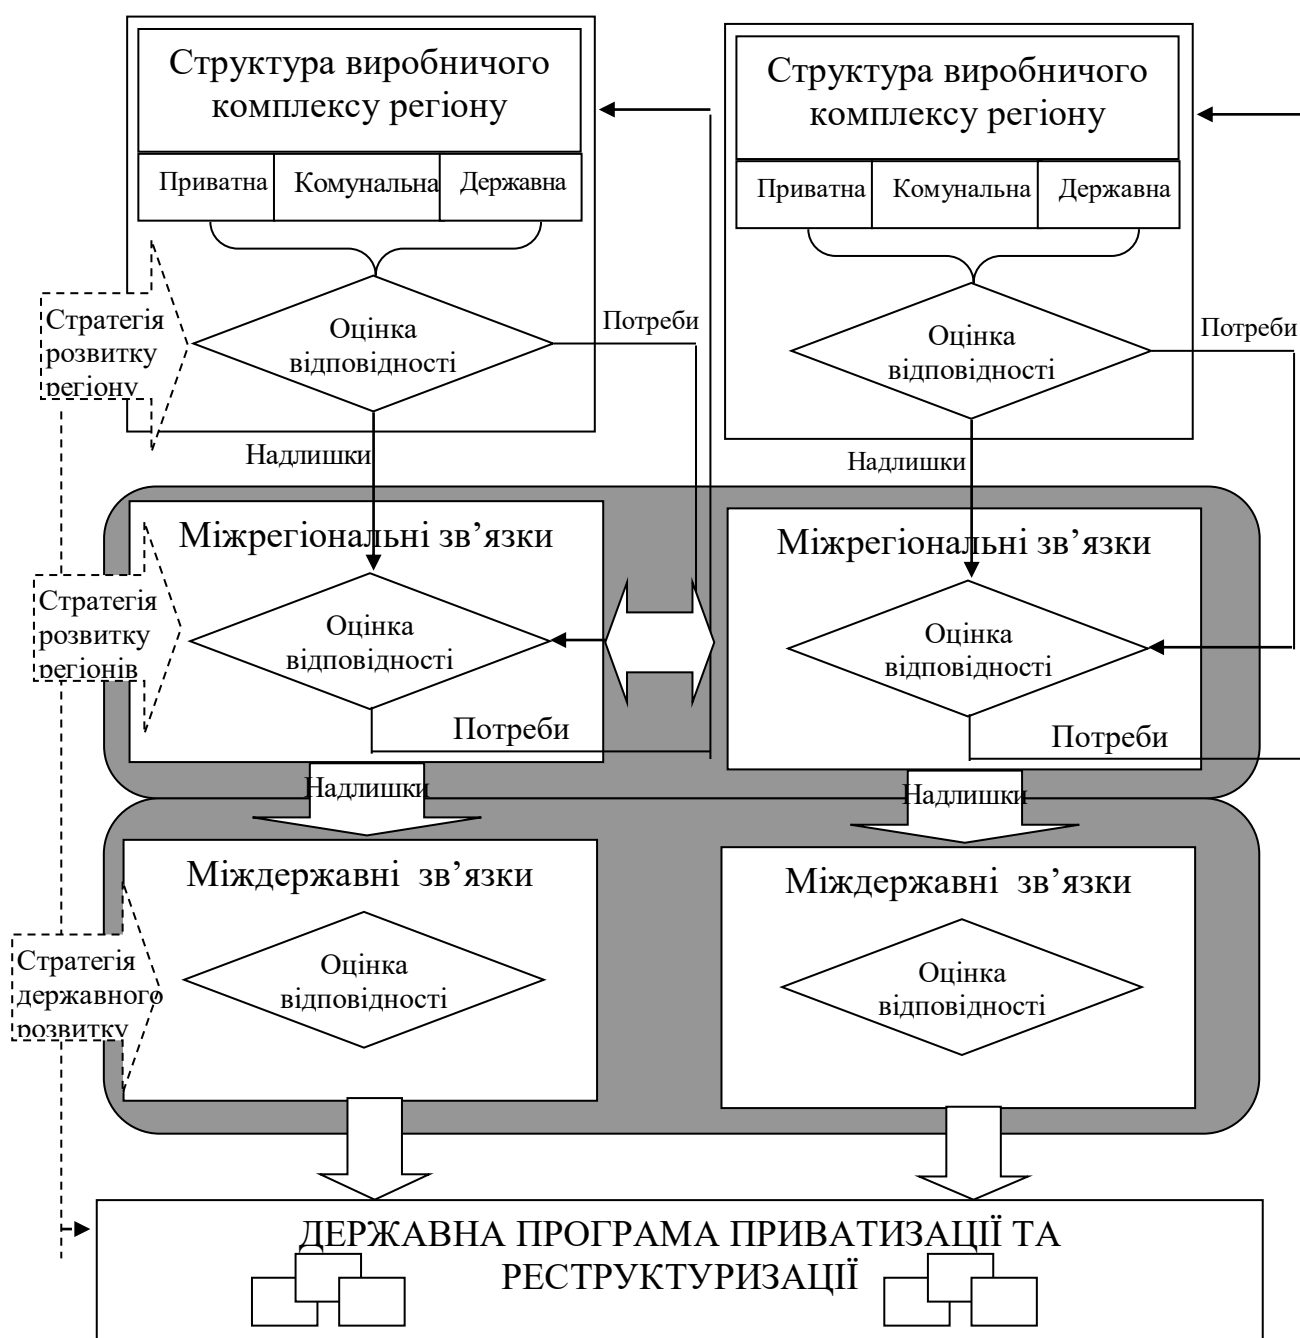 Структура виробничого
комплексу регіону
Приватна
Комунальна
Державна
Структура виробничого
комплексу регіону
Приватна
Комунальна
Державна
Стратегія
розвитку
регіону
Оцінка
відповідності
Потреби
Оцінка
відповідності
Потреби
Надлишки
Надлишки
Міжрегіональні зв’язки
Міжрегіональні зв’язки
Стратегія
розвитку
регіонів
Оцінка
відповідності
Оцінка
відповідності
Потреби
Потреби
Надлишки
Надлишки
Міждержавні зв’язки
Міждержавні зв’язки
Стратегія
державного
розвитку
Оцінка
відповідності
Оцінка
відповідності
ДЕРЖАВНА ПРОГРАМА ПРИВАТИЗАЦІЇ ТА
РЕСТРУКТУРИЗАЦІЇ